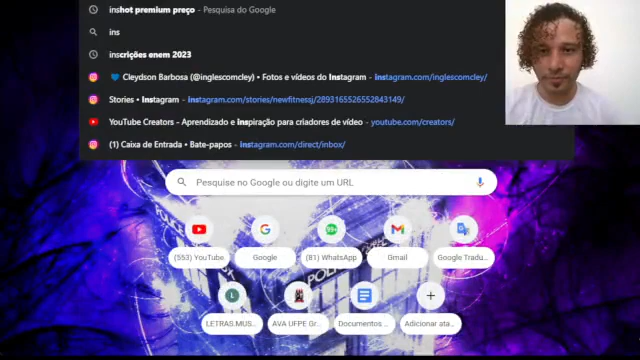 inshot premium preço - Pesquisa do Google
ins
inscrições enem 2023
Cleydson Barbosa (@inglescomcley) • Fotos e vídeos do Instagram - instagram.com/inglescomcley/
Stories • Instagram - instagram.com/stories/newfitnessj/2893165526552843149/
YouTube Creators - Aprendizado e inspiração para criadores de vídeo - youtube.com/creators/
(1) Caixa de Entrada • Bate-papos - instagram.com/direct/inbox/
Pesquise no Google ou digite um URL
99+
(553) YouTube
Google
(81) WhatsApp
Gmail
Google Tradu...
L
LETRAS.MUS...
AVA UFPE Gr...
Documentos ...
Adicionar ata...